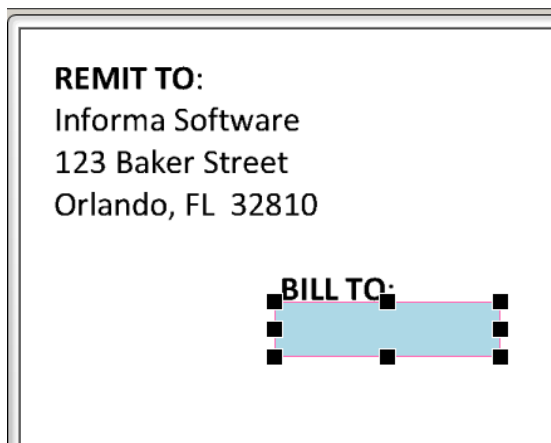 REMIT TO:
Informa Software
123 Baker Street
Orlando, FL  32810
BILL TO: